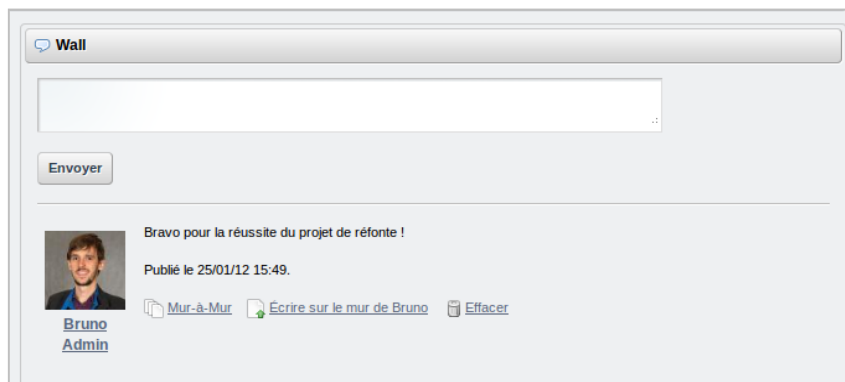 Wall
Envoyer
Bravo pour la réussite du projet de réfonte !
Publié le 25/01/12 15:49.
Mur-à-Mur Écrire sur le mur de Bruno Effacer
Bruno
Admin